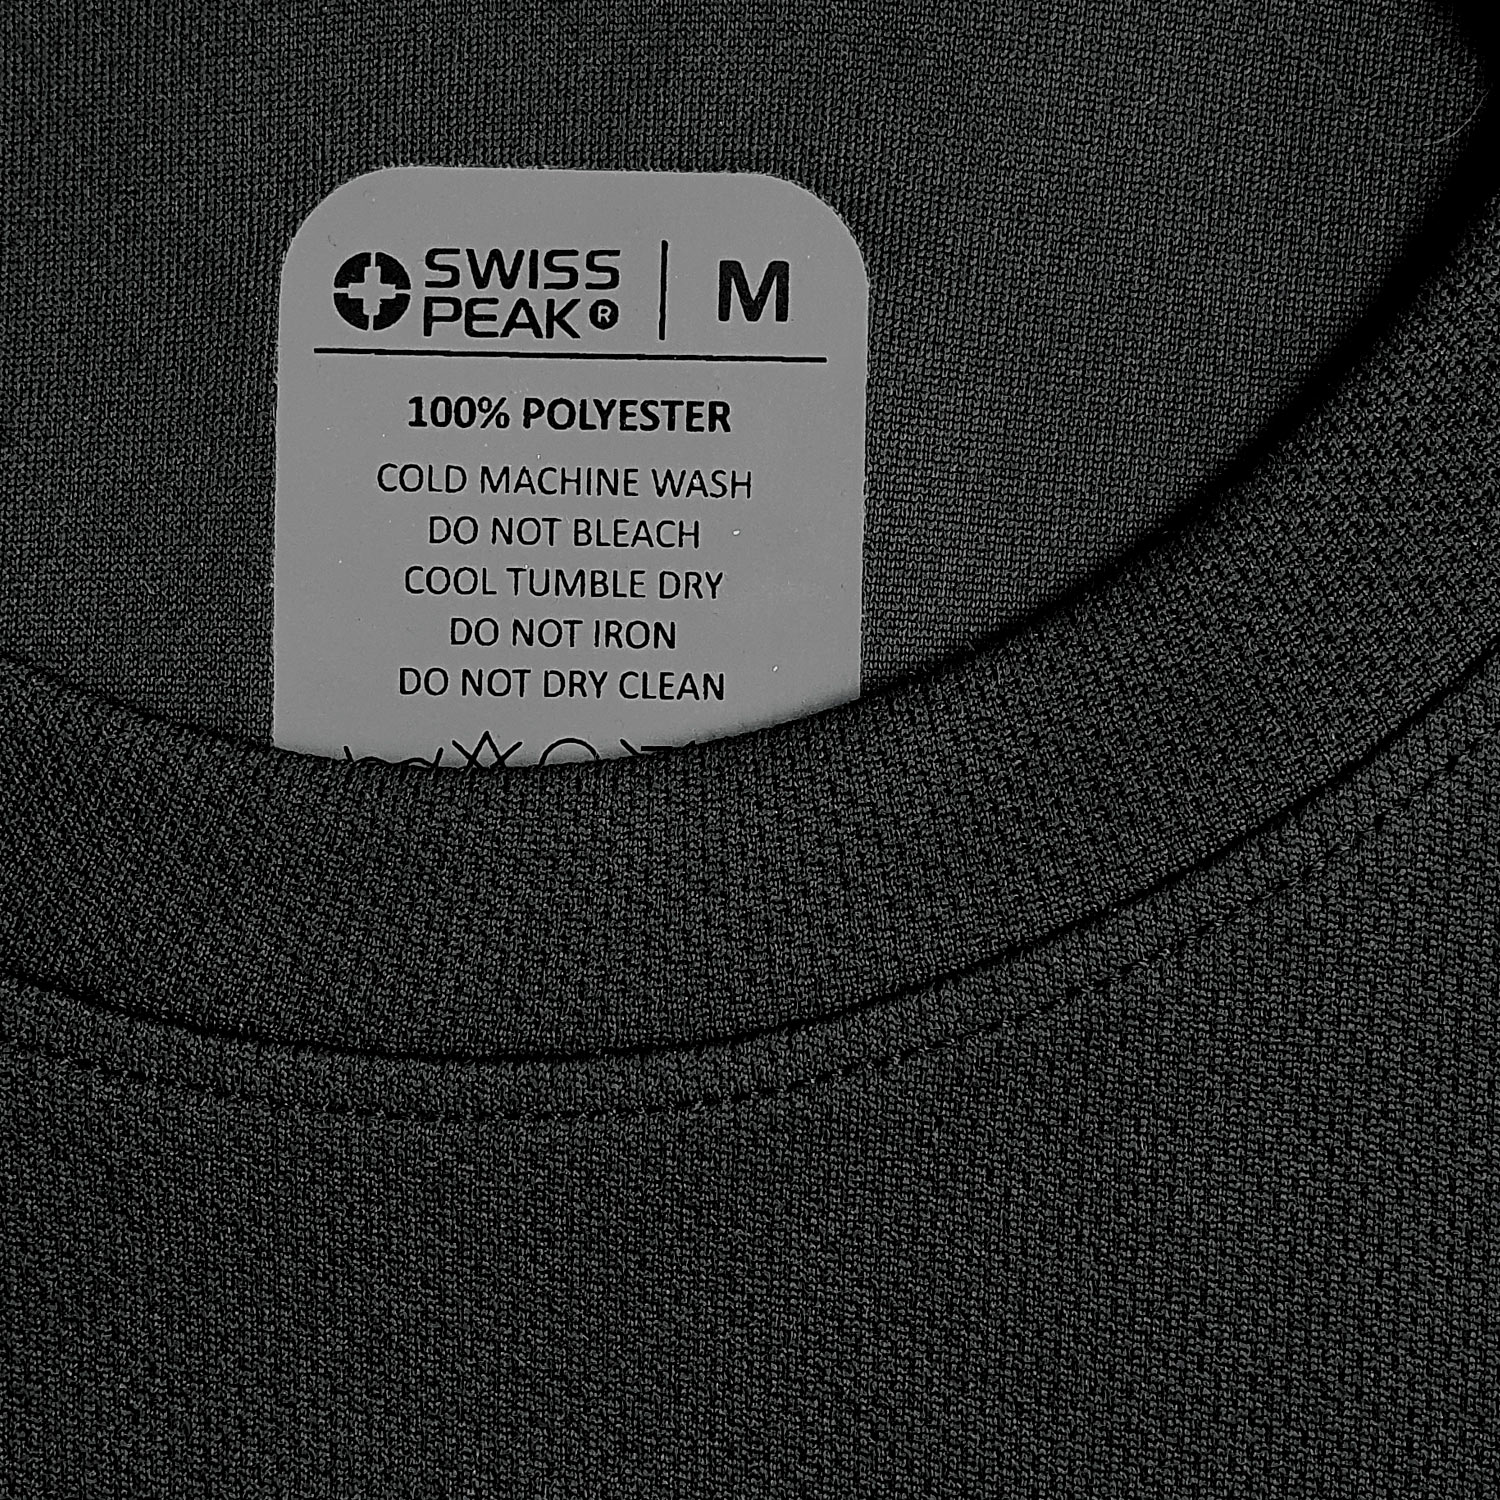 SWISS
PEAK® | M
100% POLYESTER
COLD MACHINE WASH
DO NOT BLEACH
COOL TUMBLE DRY
DO NOT IRON
DO NOT DRY CLEAN